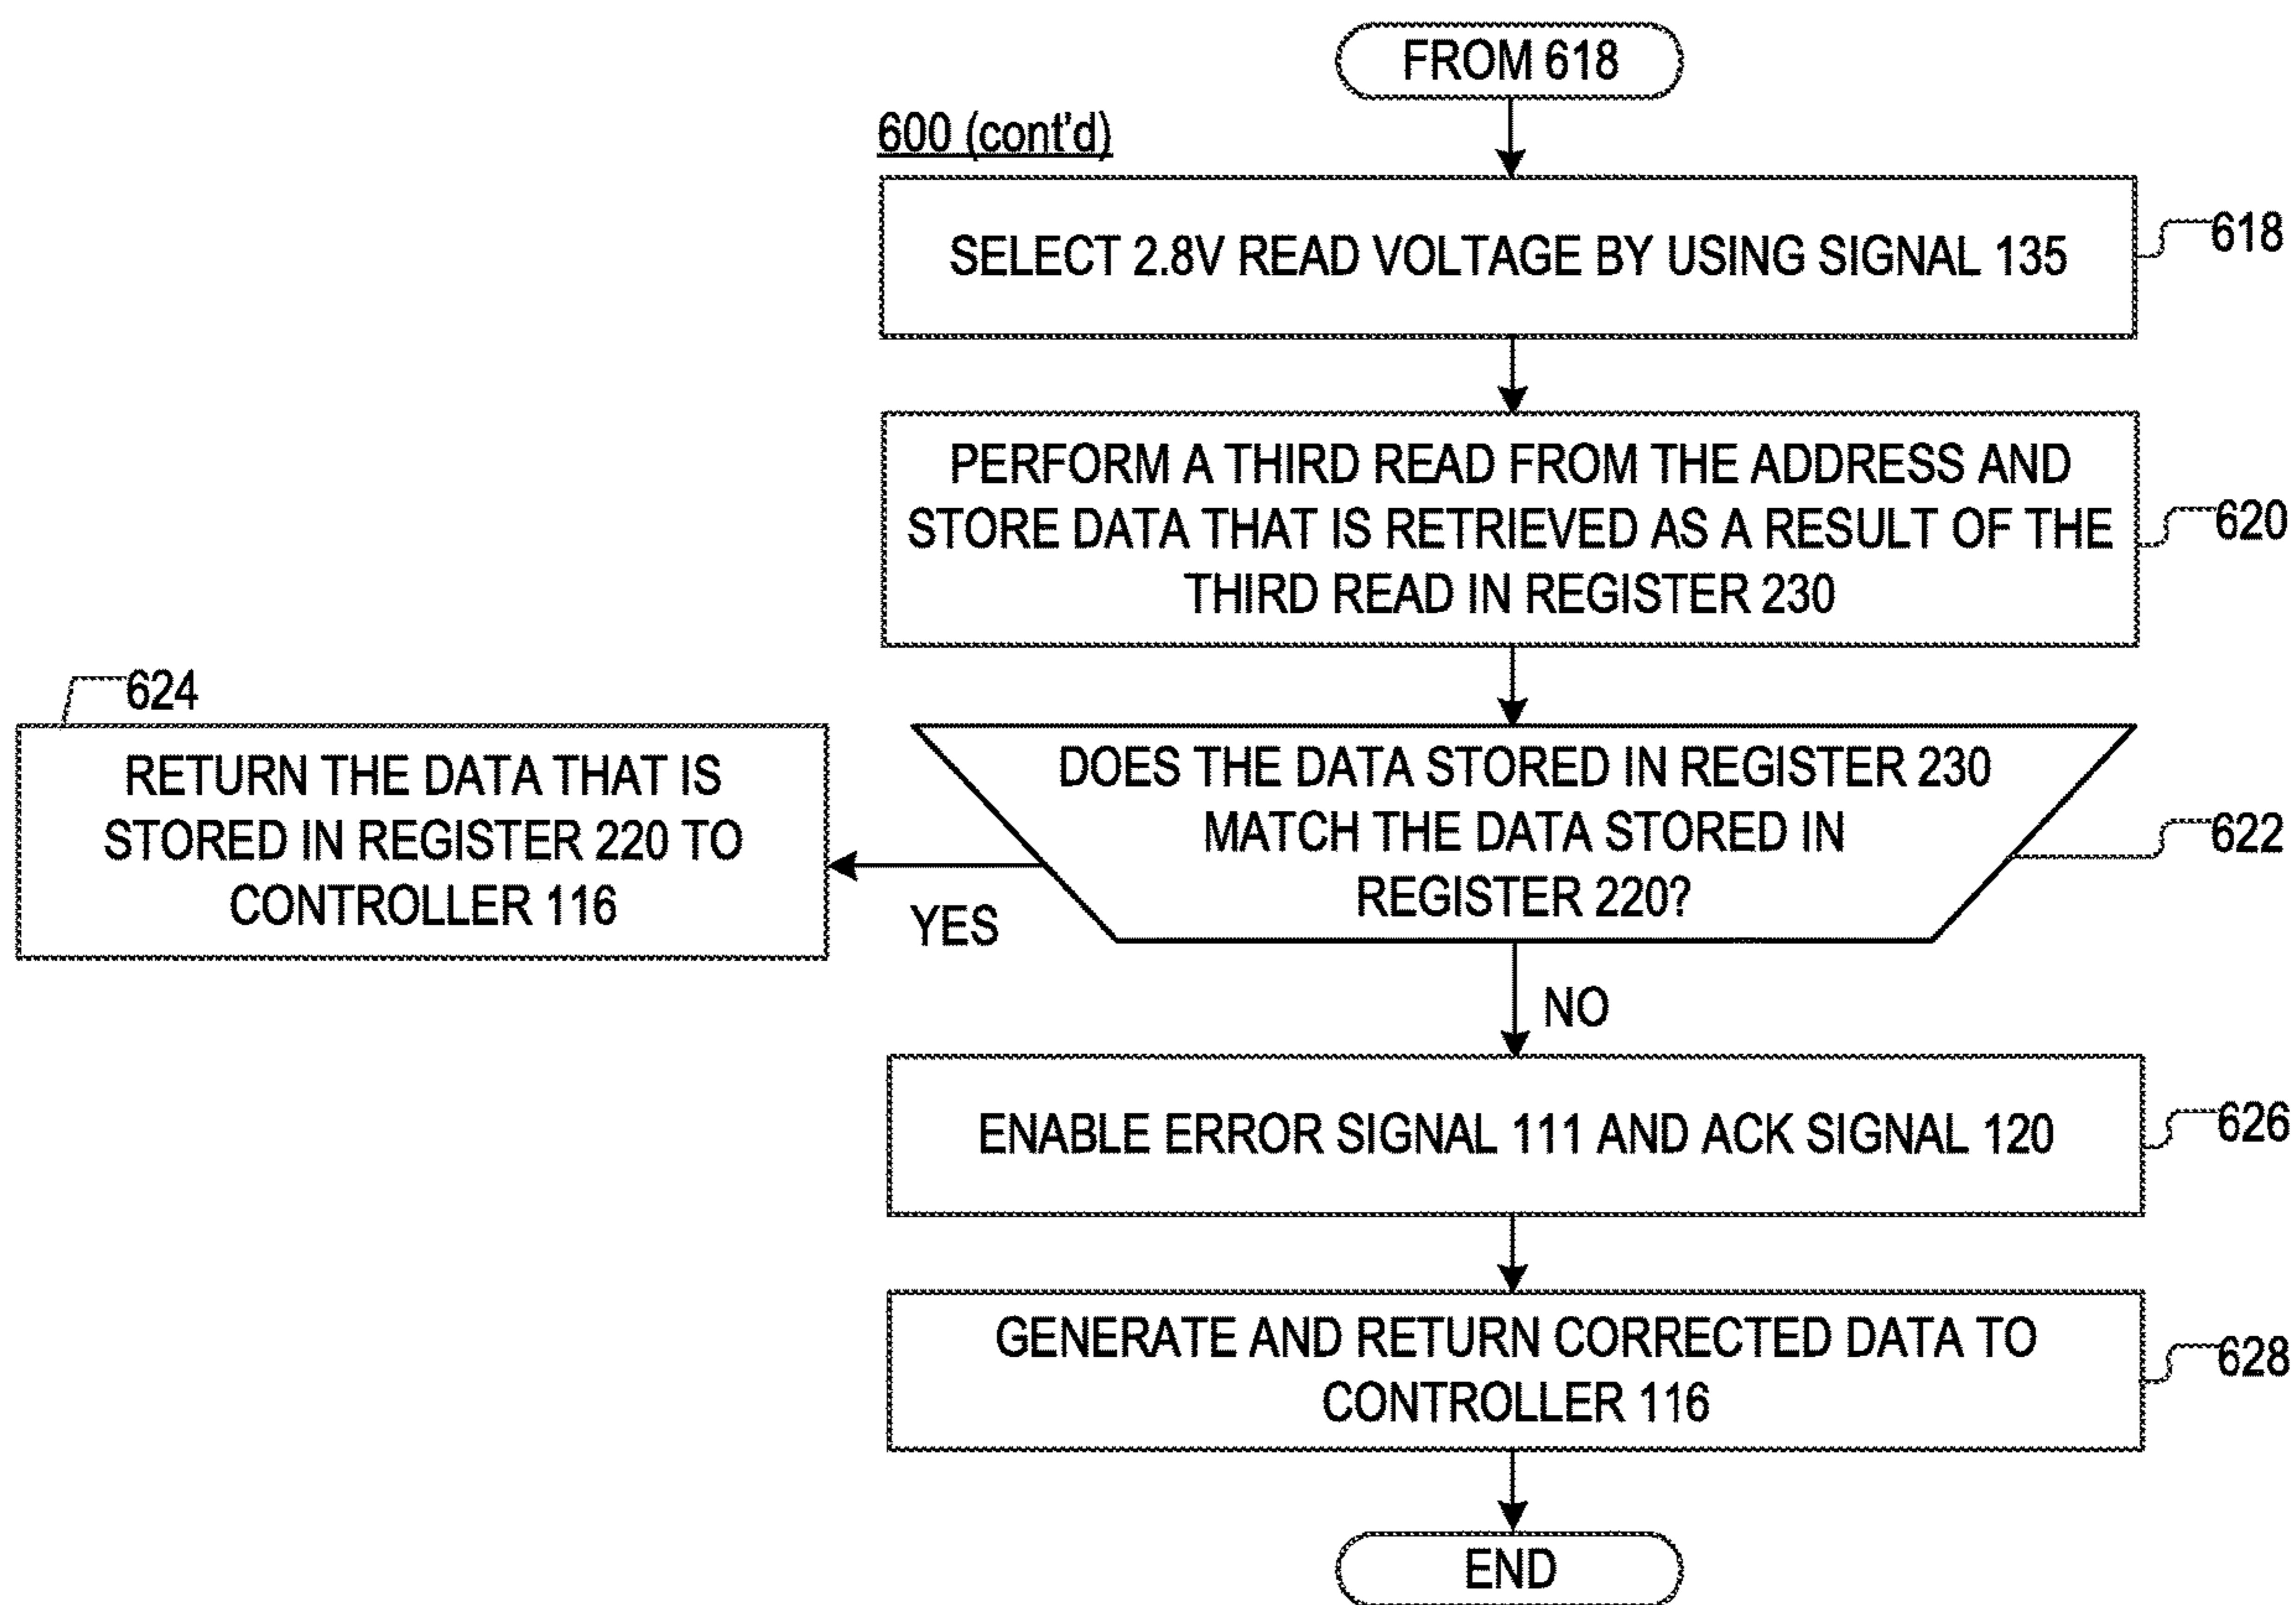 FROM 618
600 (cont'd)
SELECT 2.8V READ VOLTAGE BY USING SIGNAL 135
618
PERFORM A THIRD READ FROM THE ADDRESS AND
STORE DATA THAT IS RETRIEVED AS A RESULT OF THE
THIRD READ IN REGISTER 230
620
624
RETURN THE DATA THAT IS
STORED IN REGISTER 220 TO
CONTROLLER 116
DOES THE DATA STORED IN REGISTER 230
MATCH THE DATA STORED IN
REGISTER 220?
622
YES
NO
ENABLE ERROR SIGNAL 111 AND ACK SIGNAL 120
626
GENERATE AND RETURN CORRECTED DATA TO
CONTROLLER 116
628
END